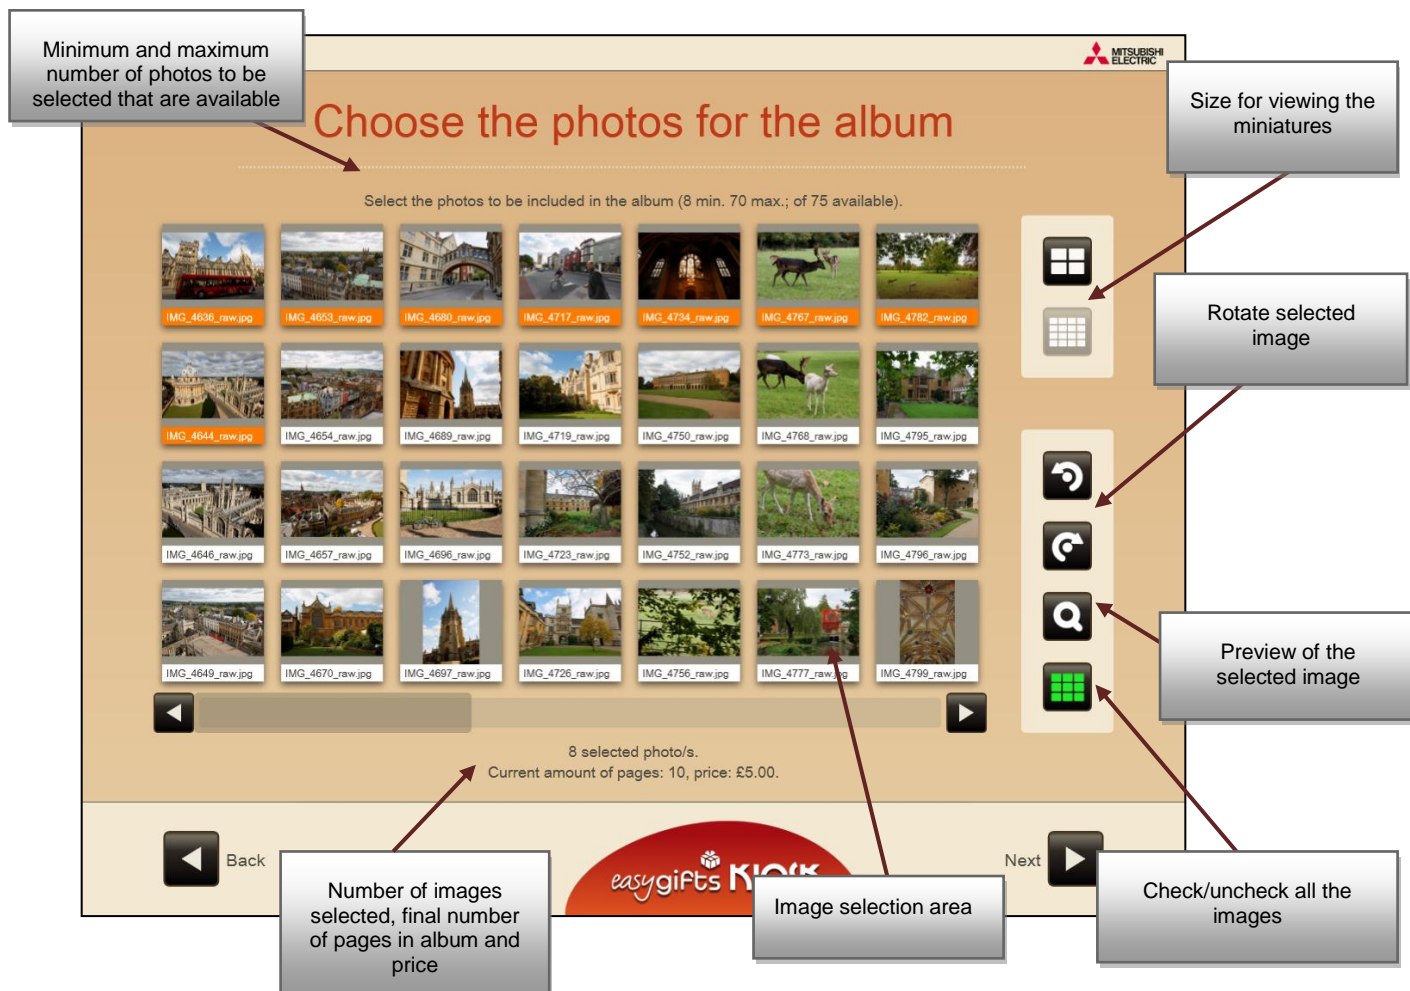 Minimum and maximum
number of photos to be
selected that are available
MITSUBISHI
ELECTRIC
Size for viewing the
miniatures
Choose the photos for the album
Select the photos to be included in the album (8 min. 70 max.; of 75 available).
IMG_4636_raw.jpg IMG_4653_raw.jpg IMG_4680_raw.jpg IMG_4717_raw.jpg IMG_4734_raw.jpg IMG_4767_raw.jpg IMG_4782_raw.jpg
Rotate selected
image
IMG_4644_raw.jpg IMG_4654_raw.jpg IMG_4689_raw.jpg IMG_4719_raw.jpg IMG_4750_raw.jpg IMG_4768_raw.jpg IMG_4795_raw.jpg
IMG_4646_raw.jpg IMG_4657_raw.jpg IMG_4696_raw.jpg IMG_4723_raw.jpg IMG_4752_raw.jpg IMG_4773_raw.jpg IMG_4796_raw.jpg
IMG_4649_raw.jpg IMG_4670_raw.jpg IMG_4697_raw.jpg IMG_4726_raw.jpg IMG_4756_raw.jpg IMG_4777_raw.jpg IMG_4799_raw.jpg
Preview of the
selected image
8 selected photo/s.
Current amount of pages: 10, price: £5.00.
Back
easygifts
Next
Number of images
selected, final number
of pages in album and
price
Image selection area
Check/uncheck all the
images